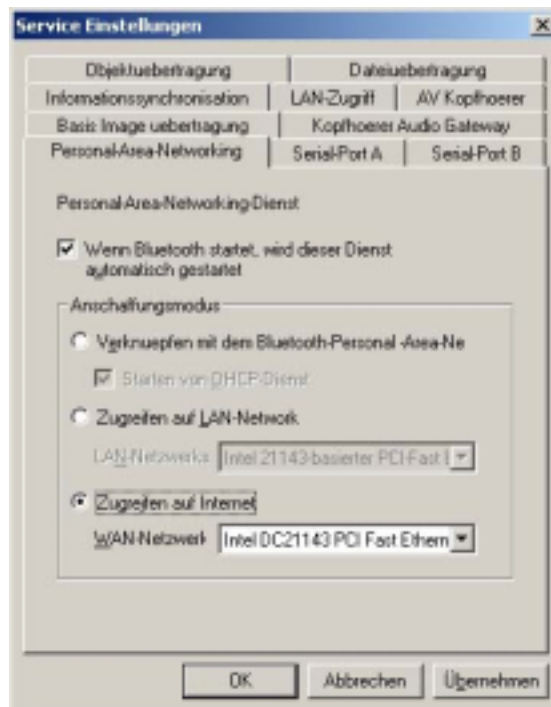 Service Einstellungen
Objektuebertragung Dateiuebertragung
Informationssynchronisation LAN-Zugriff AV Kopfhoerer
Basis Image uebertragung Kopfhoerer Audio Gateway
Personal-Area-Networking Serial-Port A Serial-Port B
Personal-Area-Networking-Dienst
Wenn Bluetooth startet, wird dieser Dienst
automatisch gestartet
Anschaffungsmodus
Verknuepfen mit dem Bluetooth-Personal -Area-Ne
Starten von DHCP-Dienst
Zugreifen auf LAN-Network
LAN-Netzwerks Intel 21143-basierter PCI-Fast E
Zugreifen auf Internet
WAN-Netzwerk Intel DC21143 PCI Fast Ethern
OK Abbrechen Übernehmen